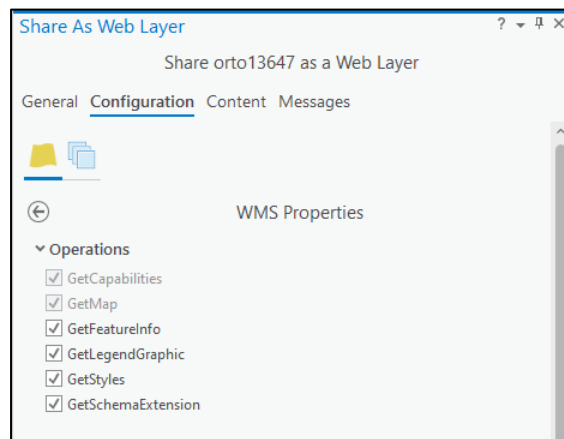 Share As Web Layer
Share orto13647 as a Web Layer
General Configuration Content Messages
WMS Properties
Operations
GetCapabilities
GetMap
GetFeatureInfo
GetLegendGraphic
GetStyles
GetSchemaExtension